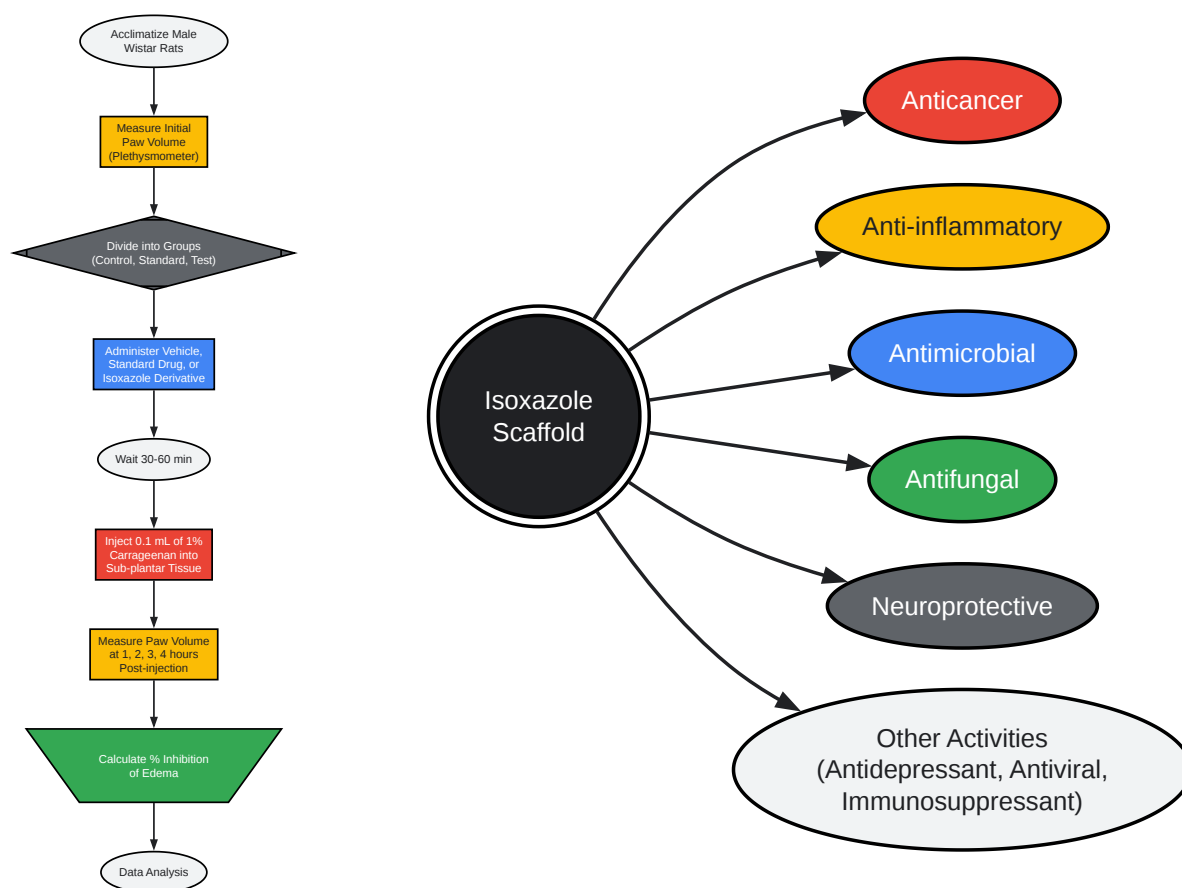 Acclimatize Male
Wistar Rats
Measure Initial
Paw Volume
(Plethysmometer)
Divide into Groups
(Control, Standard, Test)
Administer Vehicle,
Standard Drug, or
Isoxazole Derivative
Wait 30-60 min
Inject 0.1 mL of 1%
Carrageenan into
Sub-plantar Tissue
Measure Paw Volume
at 1, 2, 3, 4 hours
Post-injection
Calculate % Inhibition
of Edema
Data Analysis
Isoxazole
Scaffold
Anticancer
Anti-inflammatory
Antimicrobial
Antifungal
Neuroprotective
Other Activities
(Antidepressant, Antiviral,
Immunosuppressant)